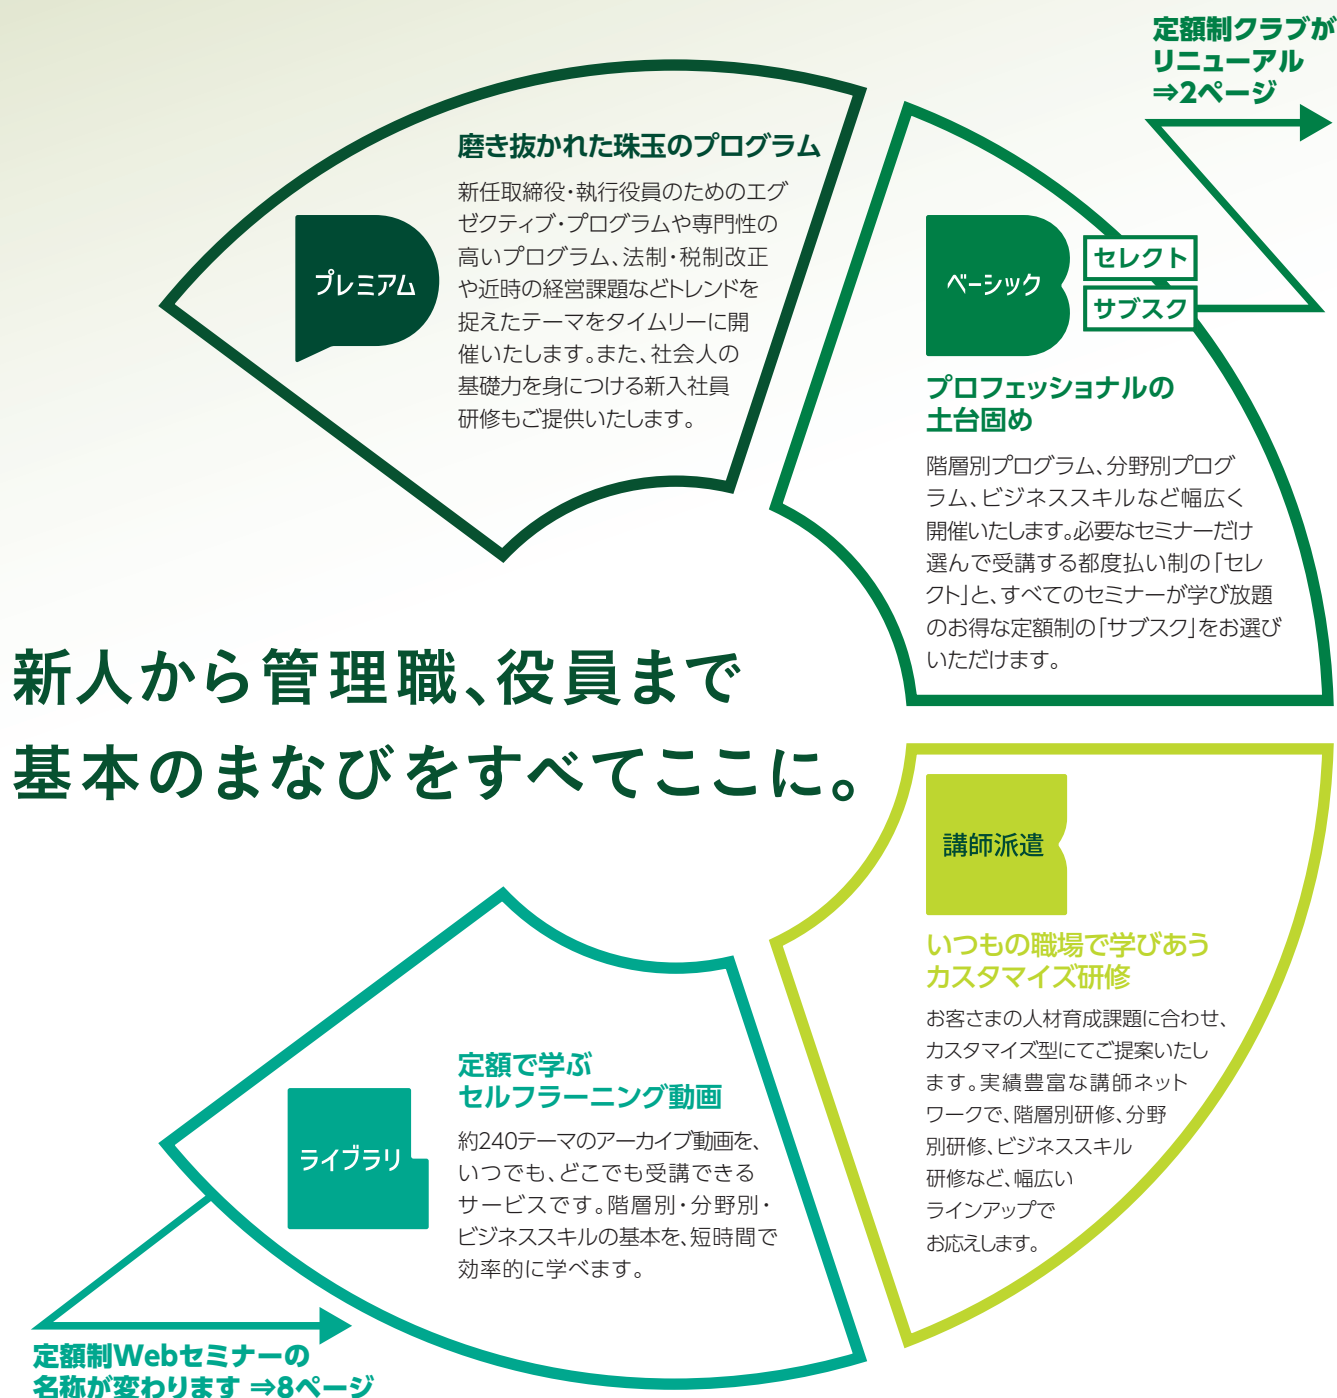 定額制クラブが
リニューアル
⇒2ページ
磨き抜かれた珠玉のプログラム
プレミアム
新任取締役・執行役員のためのエグ
ゼクティブ・プログラムや専門性の
高いプログラム、法制・税制改正
や近時の経営課題などトレンドを
捉えたテーマをタイムリーに開
催いたします。また、社会人の
基礎力を身につける新入社員
研修もご提供いたします。
ベーシック
セレクト
サブスク
プロフェッショナルの
土台固め
階層別プログラム、分野別プログ
ラム、ビジネススキルなど幅広く
開催いたします。必要なセミナーだけ
選んで受講する都度払い制の「セレ
クト」と、すべてのセミナーが学び放題
のお得な定額制の「サブスク」をお選び
いただけます。
新人から管理職、役員まで
基本のまなびをすべてここに。
講師派遣
いつもの職場で学びあう
カスタマイズ研修
お客さまの人材育成課題に合わせ、
カスタマイズ型にてご提案いたし
ます。実績豊富な講師ネット
ワークで、階層別研修、分野
別研修、ビジネススキル
研修など、幅広い
ラインアップで
お応えします。
定額で学ぶ
セルフラーニング動画
ライブラリ
約240テーマのアーカイブ動画を、
いつでも、どこでも受講できる
サービスです。階層別・分野別・
ビジネススキルの基本を、短時間で
効率的に学べます。
定額制Webセミナーの
名称が変わります ⇒8ページ